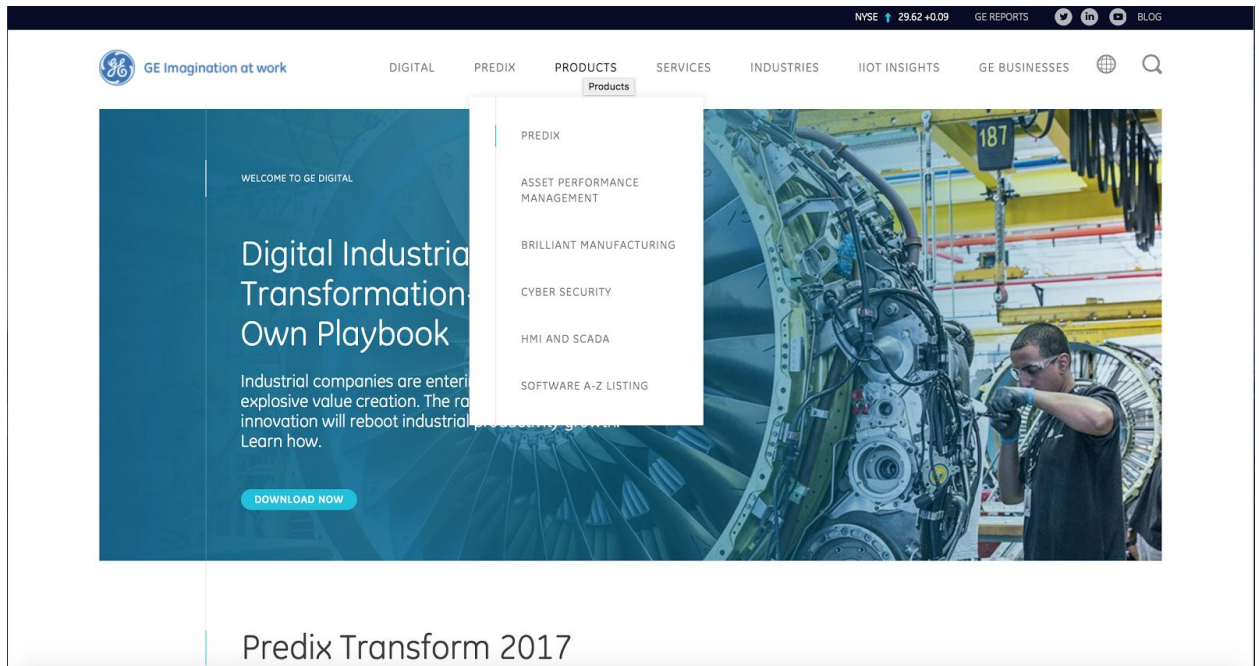 NYSE 29.62 +0.09 GE REPORTS BLOG
GE Imagination at work
DIGITAL PREDIX PRODUCTS SERVICES INDUSTRIES IIOT INSIGHTS GE BUSINESSES
Products
PREDIX
ASSET PERFORMANCE
MANAGEMENT
BRILLIANT MANUFACTURING
CYBER SECURITY
HMI AND SCADA
SOFTWARE A-Z LISTING
187
WELCOME TO GE DIGITAL
Digital Industria
Transformation-
Own Playbook
Industrial companies are enteri
explosive value creation. The ra
innovation will reboot industrial productivity growth.
Learn how.
DOWNLOAD NOW
Predix Transform 2017